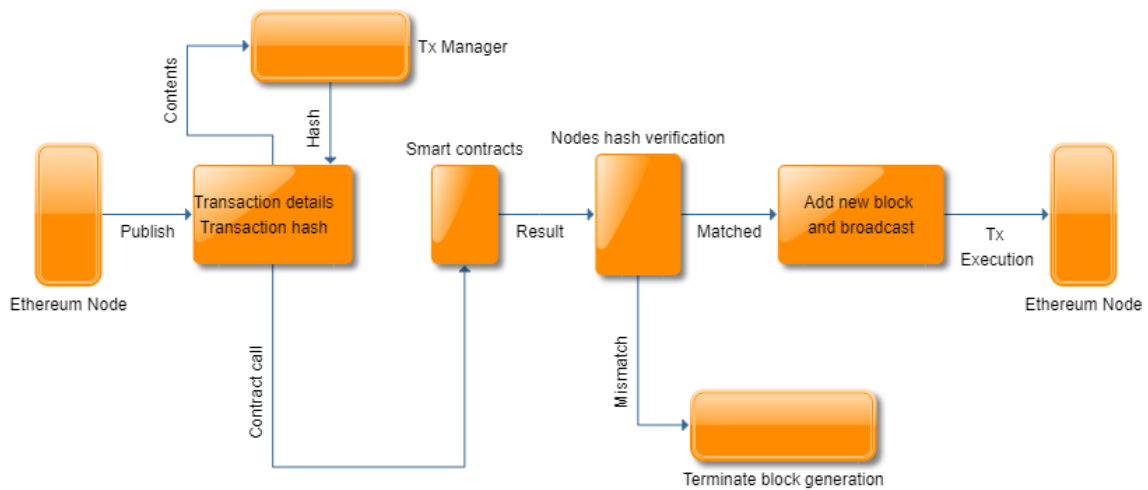 Tx Manager
Contents
Hash
Smart contracts
Nodes hash verification
Transaction details
Transaction hash
Add new block
and broadcast
Publish
Result
Matched
Tx
Execution
Ethereum Node
Ethereum Node
Contract call
Mismatch
Terminate block generation